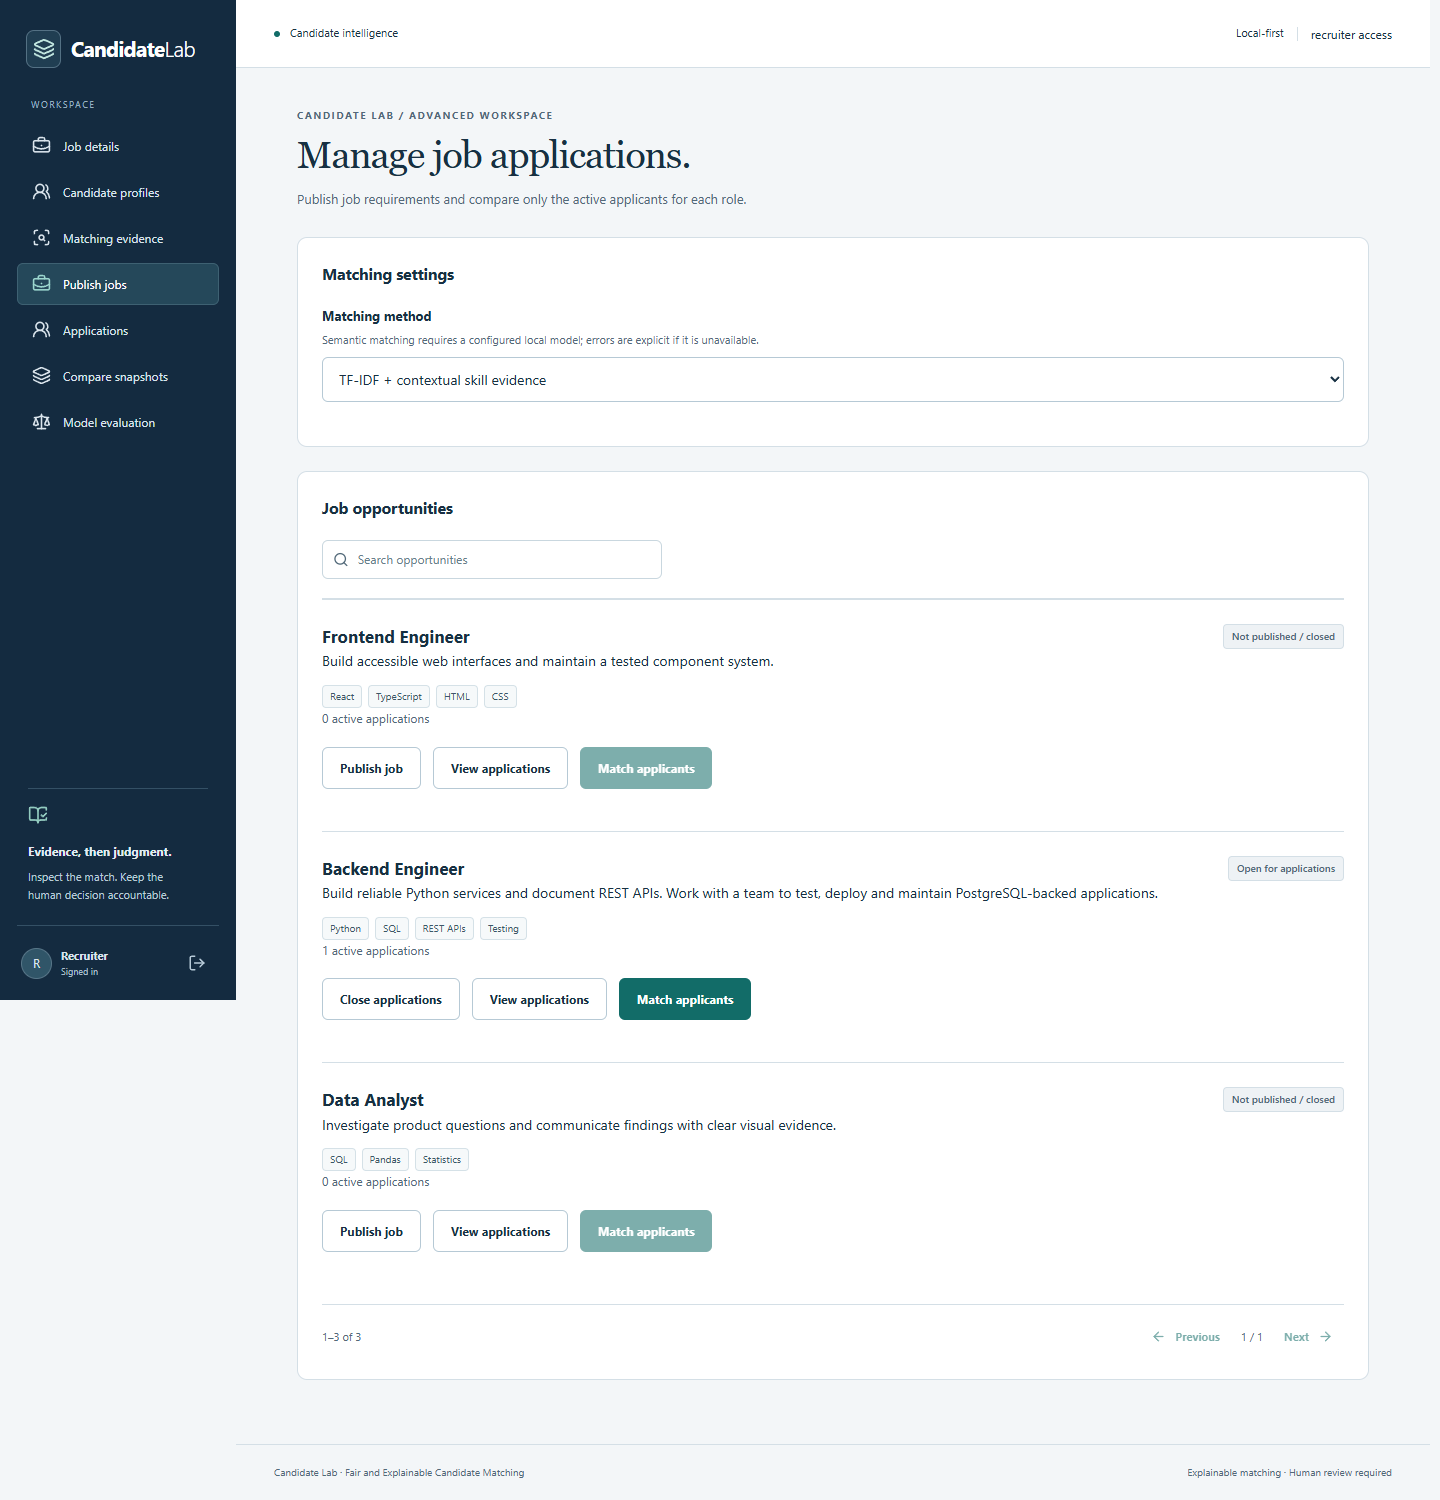 CandidateLab
WORKSPACE
Job details
Candidate profiles
Matching evidence
Publish jobs
Applications
Compare snapshots
Model evaluation
Evidence, then judgment.
Inspect the match. Keep the
human decision accountable.
R
Recruiter
Signed in
Candidate intelligence
Local-first
recruiter access
CANDIDATE LAB / ADVANCED WORKSPACE
Manage job applications.
Publish job requirements and compare only the active applicants for each role.
Matching settings
Matching method
Semantic matching requires a configured local model; errors are explicit if it is unavailable.
TF-IDF + contextual skill evidence
Job opportunities
Search opportunities
Frontend Engineer
Not published / closed
Build accessible web interfaces and maintain a tested component system.
React TypeScript HTML CSS
0 active applications
Publish job View applications Match applicants
Backend Engineer
Open for applications
Build reliable Python services and document REST APIs. Work with a team to test, deploy and maintain PostgreSQL-backed applications.
Python SQL REST APIs Testing
1 active applications
Close applications View applications Match applicants
Data Analyst
Not published / closed
Investigate product questions and communicate findings with clear visual evidence.
SQL Pandas Statistics
0 active applications
Publish job View applications Match applicants
1–3 of 3
Previous 1 / 1 Next
Candidate Lab · Fair and Explainable Candidate Matching
Explainable matching · Human review required